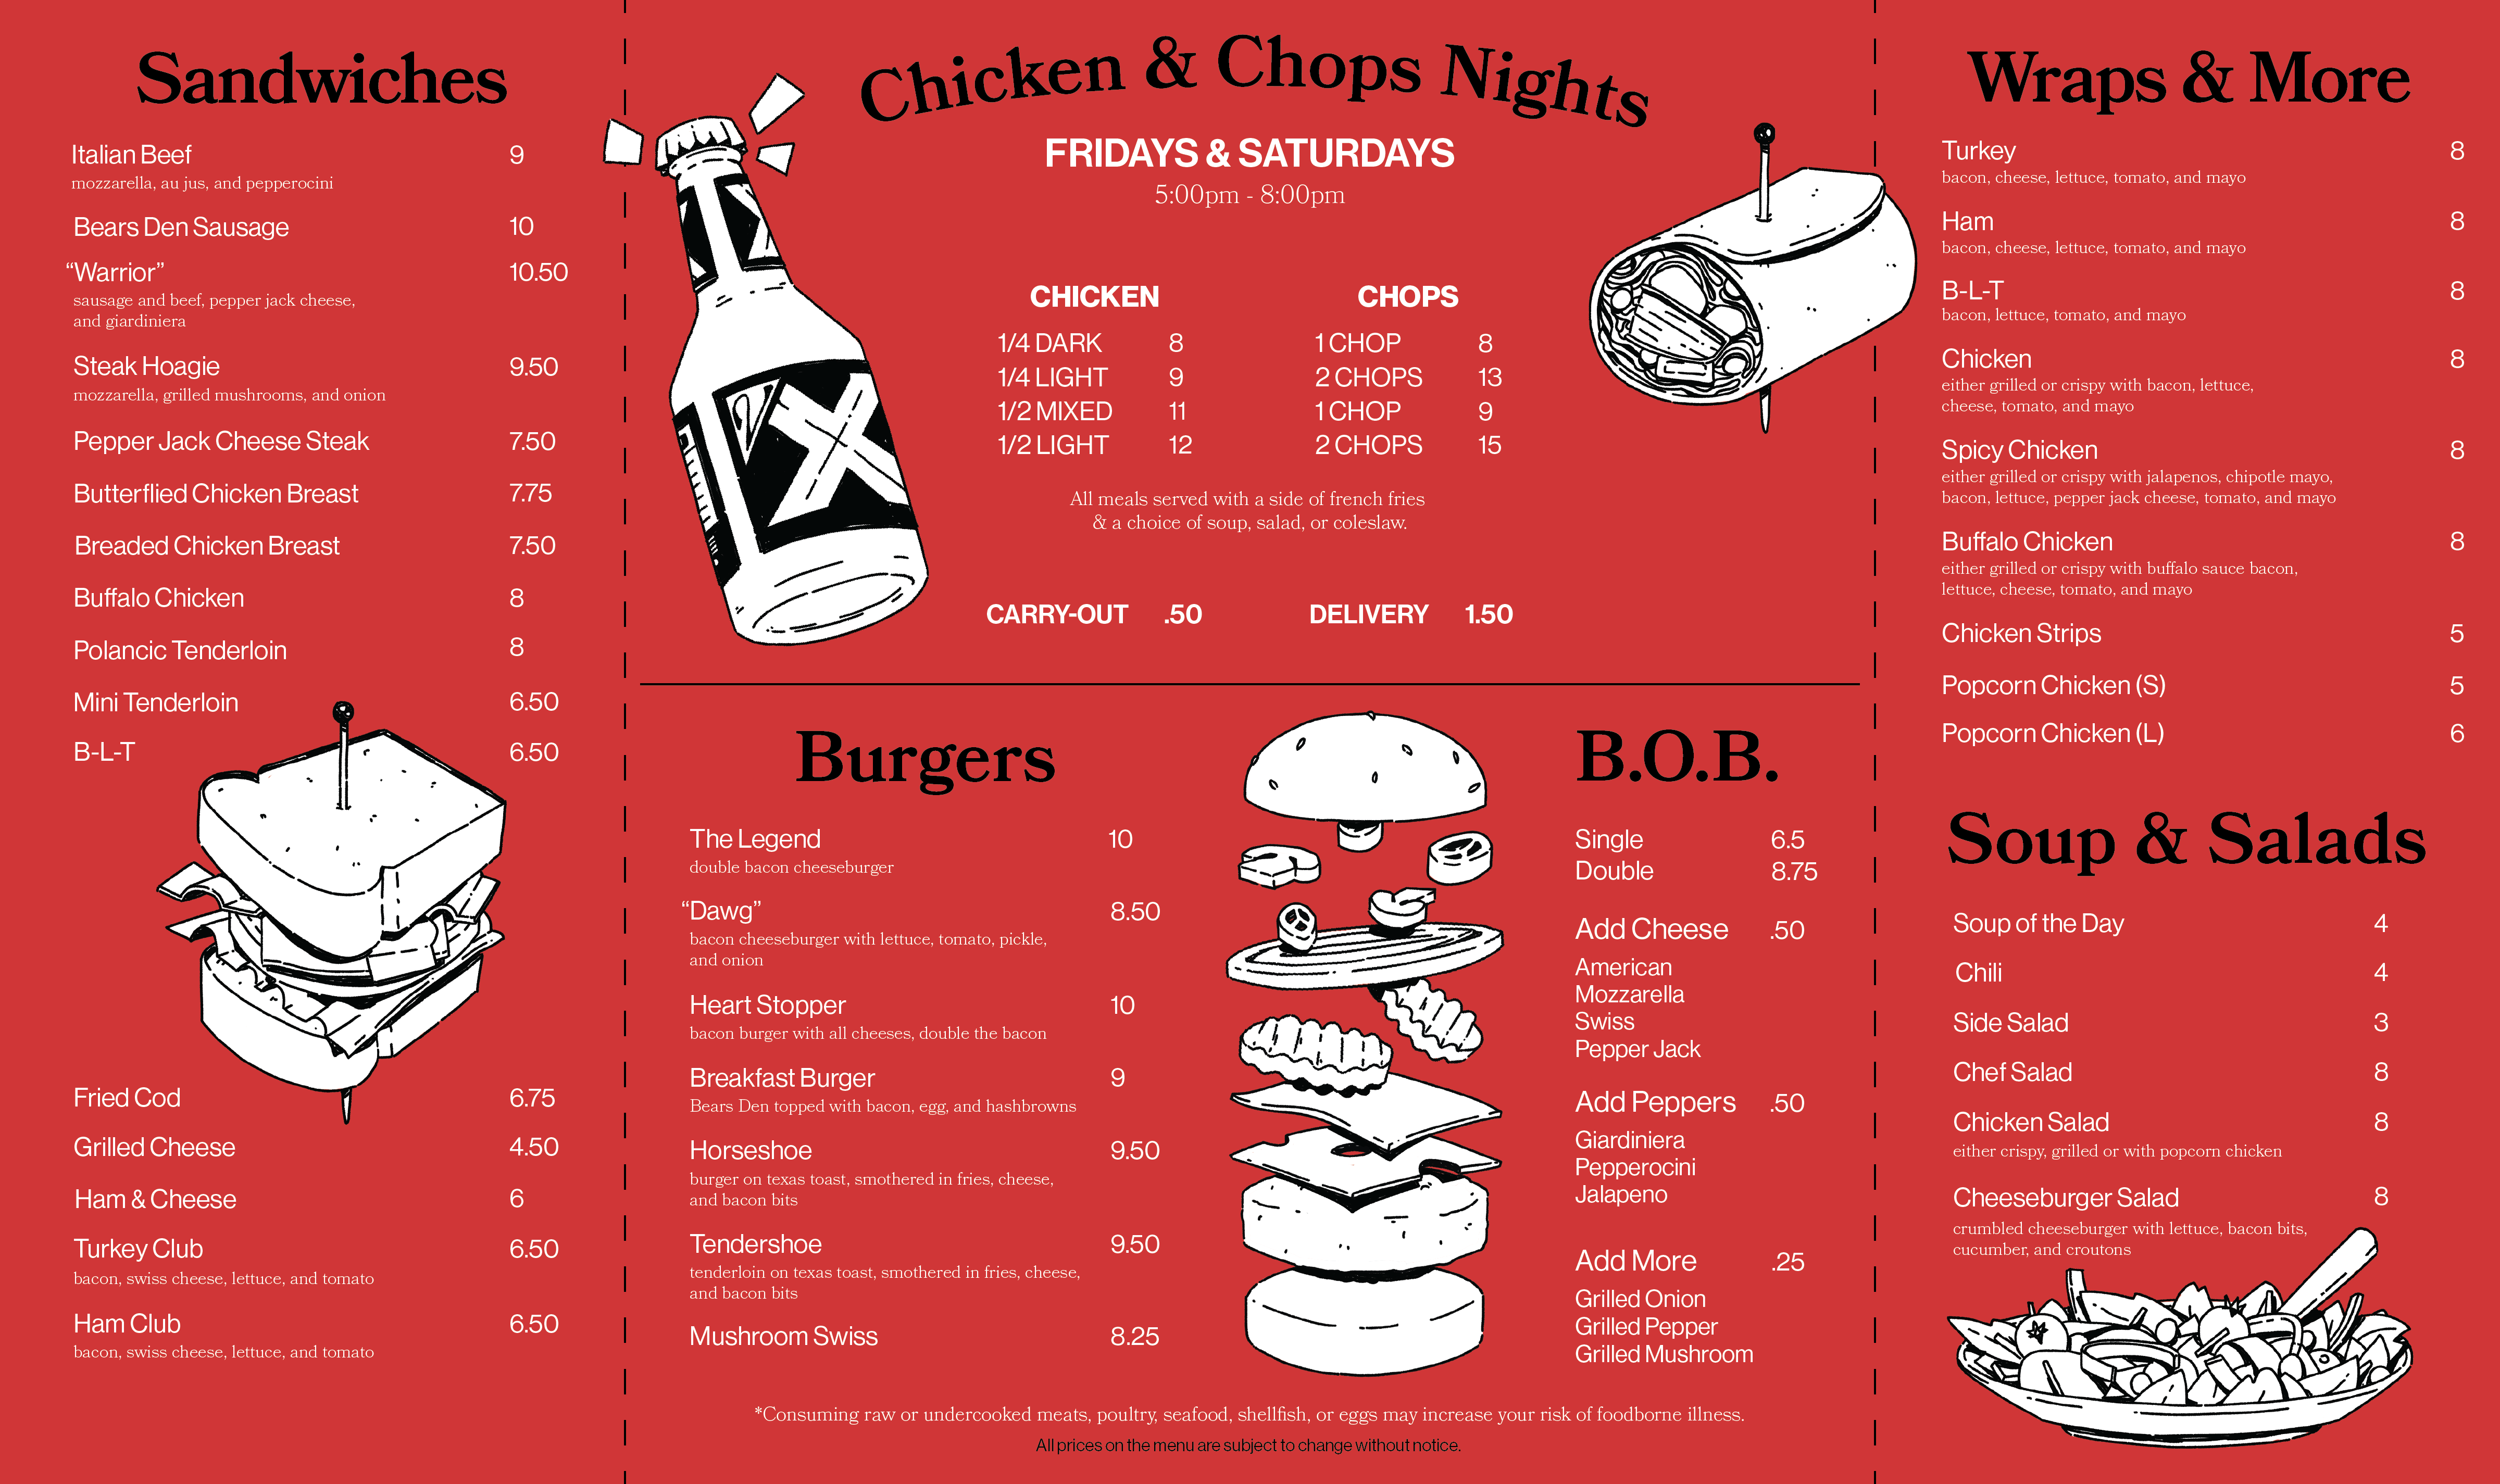 Sandwiches
Italian Beef 9
mozzarella, au jus, and pepperocini
Bears Den Sausage 10
“Warrior” 10.50
sausage and beef, pepper jack cheese,
and giardiniera
Steak Hoagie 9.50
mozzarella, grilled mushrooms, and onion
Pepper Jack Cheese Steak 7.50
Butterflied Chicken Breast 7.75
Breaded Chicken Breast 7.50
Buffalo Chicken 8
Polancic Tenderloin 8
Mini Tenderloin 6.50
B-L-T 6.50
Fried Cod 6.75
Grilled Cheese 4.50
Ham & Cheese 6
Turkey Club 6.50
bacon, swiss cheese, lettuce, and tomato
Ham Club 6.50
bacon, swiss cheese, lettuce, and tomato
Chicken & Chops Nights
FRIDAYS & SATURDAYS
5:00pm - 8:00pm
CHICKEN
1/4 DARK 8
1/4 LIGHT 9
1/2 MIXED 11
1/2 LIGHT 12
CHOPS
1 CHOP 8
2 CHOPS 13
1 CHOP 9
2 CHOPS 15
All meals served with a side of french fries
& a choice of soup, salad, or coleslaw.
CARRY-OUT .50 DELIVERY 1.50
Burgers
The Legend 10
double bacon cheeseburger
“Dawg” 8.50
bacon cheeseburger with lettuce, tomato, pickle,
and onion
Heart Stopper 10
bacon burger with all cheeses, double the bacon
Breakfast Burger 9
Bears Den topped with bacon, egg, and hashbrowns
Horseshoe 9.50
burger on texas toast, smothered in fries, cheese,
and bacon bits
Tendershoe 9.50
tenderloin on texas toast, smothered in fries, cheese,
and bacon bits
Mushroom Swiss 8.25
B.O.B.
Single 6.5
Double 8.75
Add Cheese .50
American
Mozzarella
Swiss
Pepper Jack
Add Peppers .50
Giardiniera
Pepperocini
Jalapeno
Add More .25
Grilled Onion
Grilled Pepper
Grilled Mushroom
*Consuming raw or undercooked meats, poultry, seafood, shellfish, or eggs may increase your risk of foodborne illness.
All prices on the menu are subject to change without notice.
Wraps & More
Turkey 8
bacon, cheese, lettuce, tomato, and mayo
Ham 8
bacon, cheese, lettuce, tomato, and mayo
B-L-T 8
bacon, lettuce, tomato, and mayo
Chicken 8
either grilled or crispy with bacon, lettuce,
cheese, tomato, and mayo
Spicy Chicken 8
either grilled or crispy with jalapenos, chipotle mayo,
bacon, lettuce, pepper jack cheese, tomato, and mayo
Buffalo Chicken 8
either grilled or crispy with buffalo sauce bacon,
lettuce, cheese, tomato, and mayo
Chicken Strips 5
Popcorn Chicken (S) 5
Popcorn Chicken (L) 6
Soup & Salads
Soup of the Day 4
Chili 4
Side Salad 3
Chef Salad 8
Chicken Salad 8
either crispy, grilled or with popcorn chicken
Cheeseburger Salad 8
crumbled cheeseburger with lettuce, bacon bits,
cucumber, and croutons